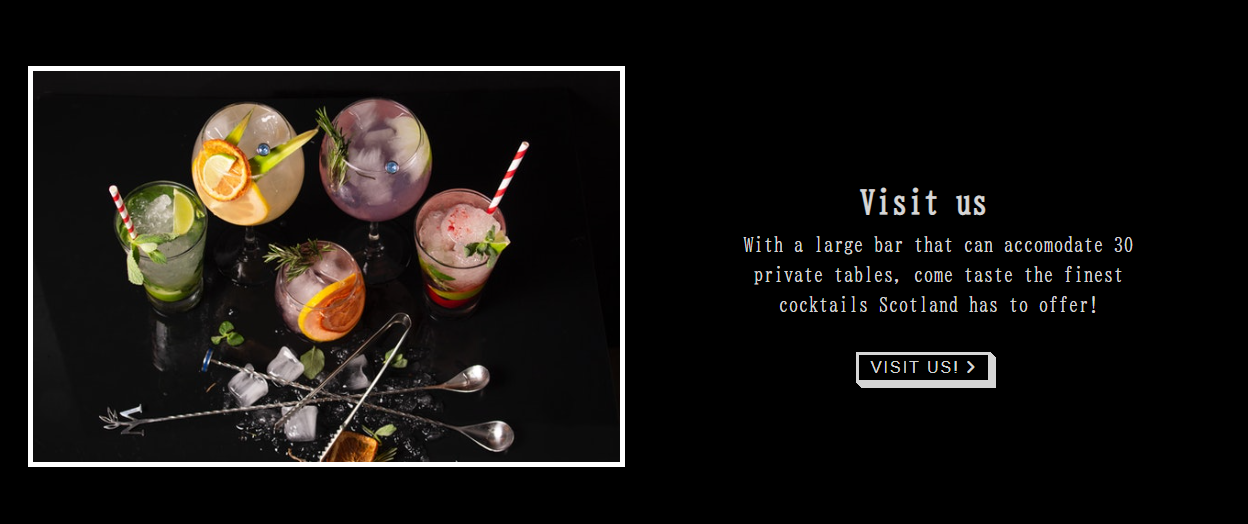 Visit us
With a large bar that can accomodate 30
private tables, come taste the finest
cocktails Scotland has to offer!
VISIT US! >